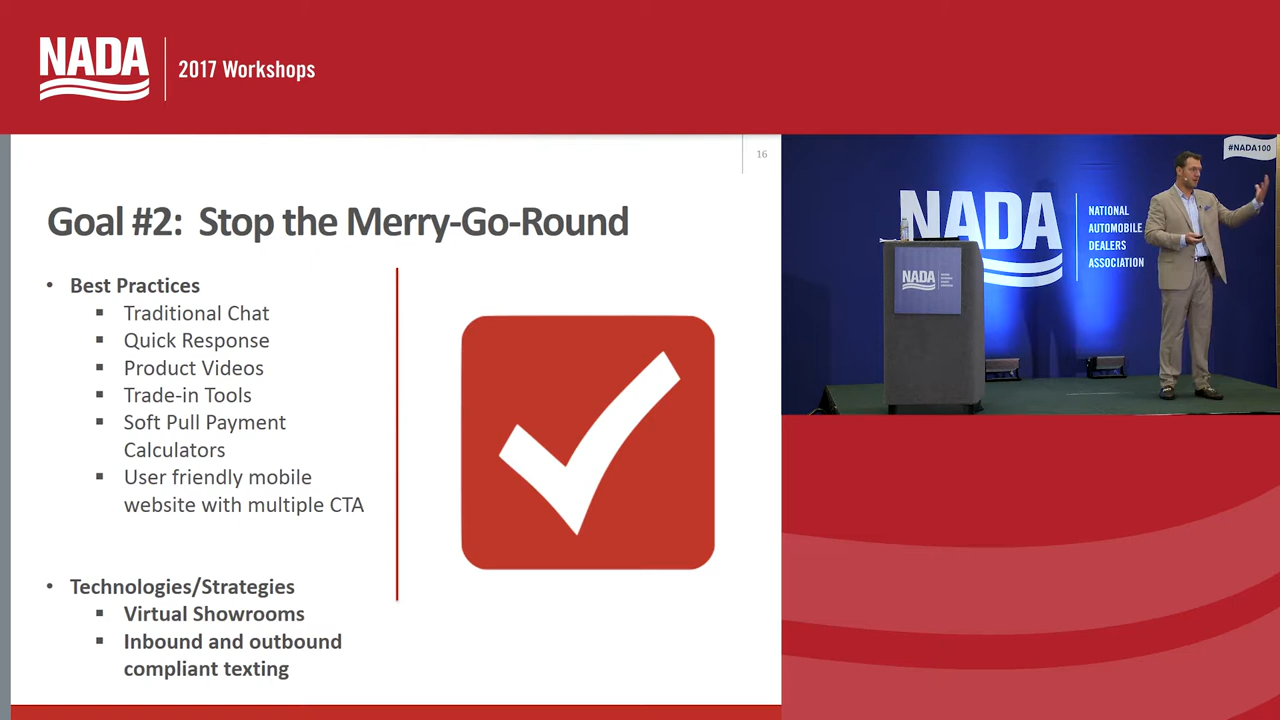 NADA
2017 Workshops
16
#NADA100
Goal #2: Stop the Merry-Go-Round
• Best Practices
▪ Traditional Chat
▪ Quick Response
▪ Product Videos
▪ Trade-in Tools
▪ Soft Pull Payment
Calculators
▪ User friendly mobile
website with multiple CTA
• Technologies/Strategies
▪ Virtual Showrooms
▪ Inbound and outbound
compliant texting
NADA
NATIONAL
AUTOMOBILE
DEALERS
ASSOCIATION
NADA